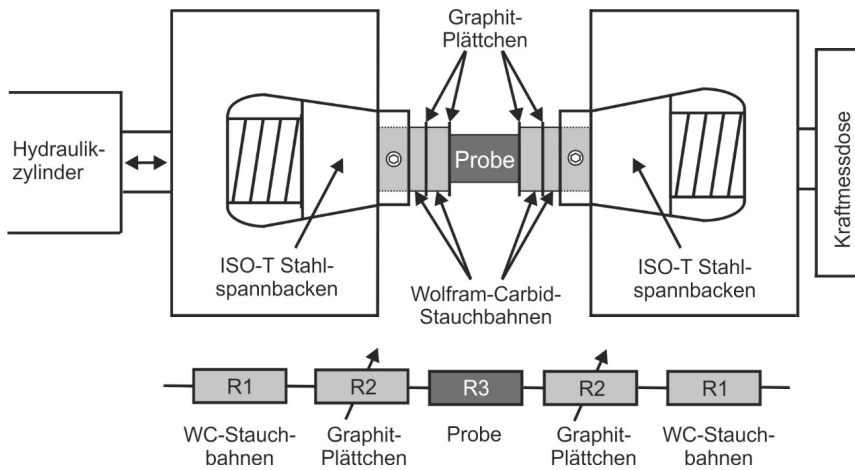 Graphit-
Plättchen
Hydraulik-
zylinder
Probe
Kraftmessdose
ISO-T Stahl-
spannbacken
Wolfram-Carbid-
Stauchbahnen
ISO-T Stahl-
spannbacken
R1
R2
R3
R2
R1
WC-Stauch-
bahnen
Graphit-
Plättchen
Probe
Graphit-
Plättchen
WC-Stauch-
bahnen